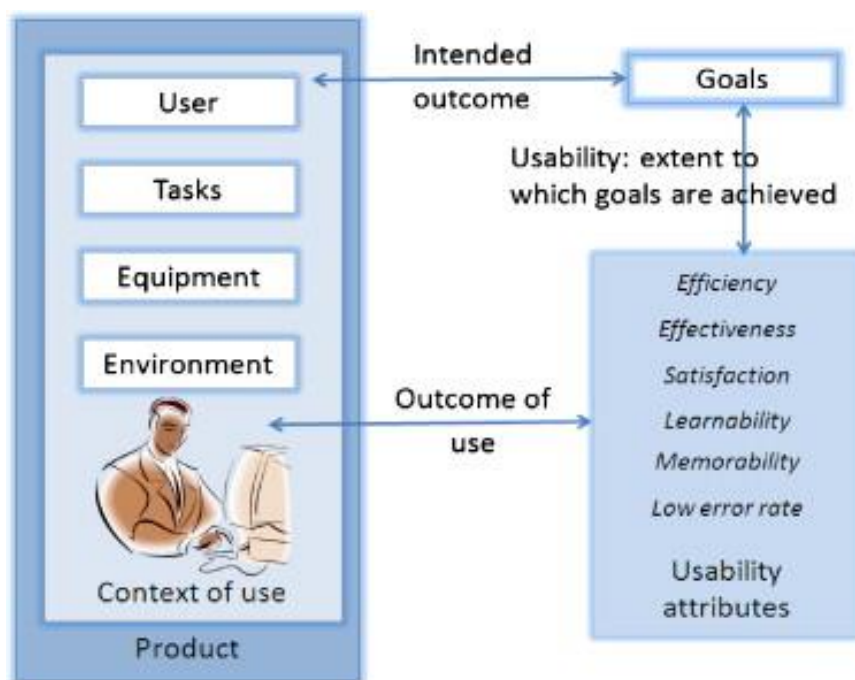 User
Tasks
Equipment
Environment
Context of use
Product
Intended
outcome
Outcome of
use
Goals
Usability: extent to
which goals are achieved
Efficiency
Effectiveness
Satisfaction
Learnability
Memorability
Low error rate
Usability
attributes